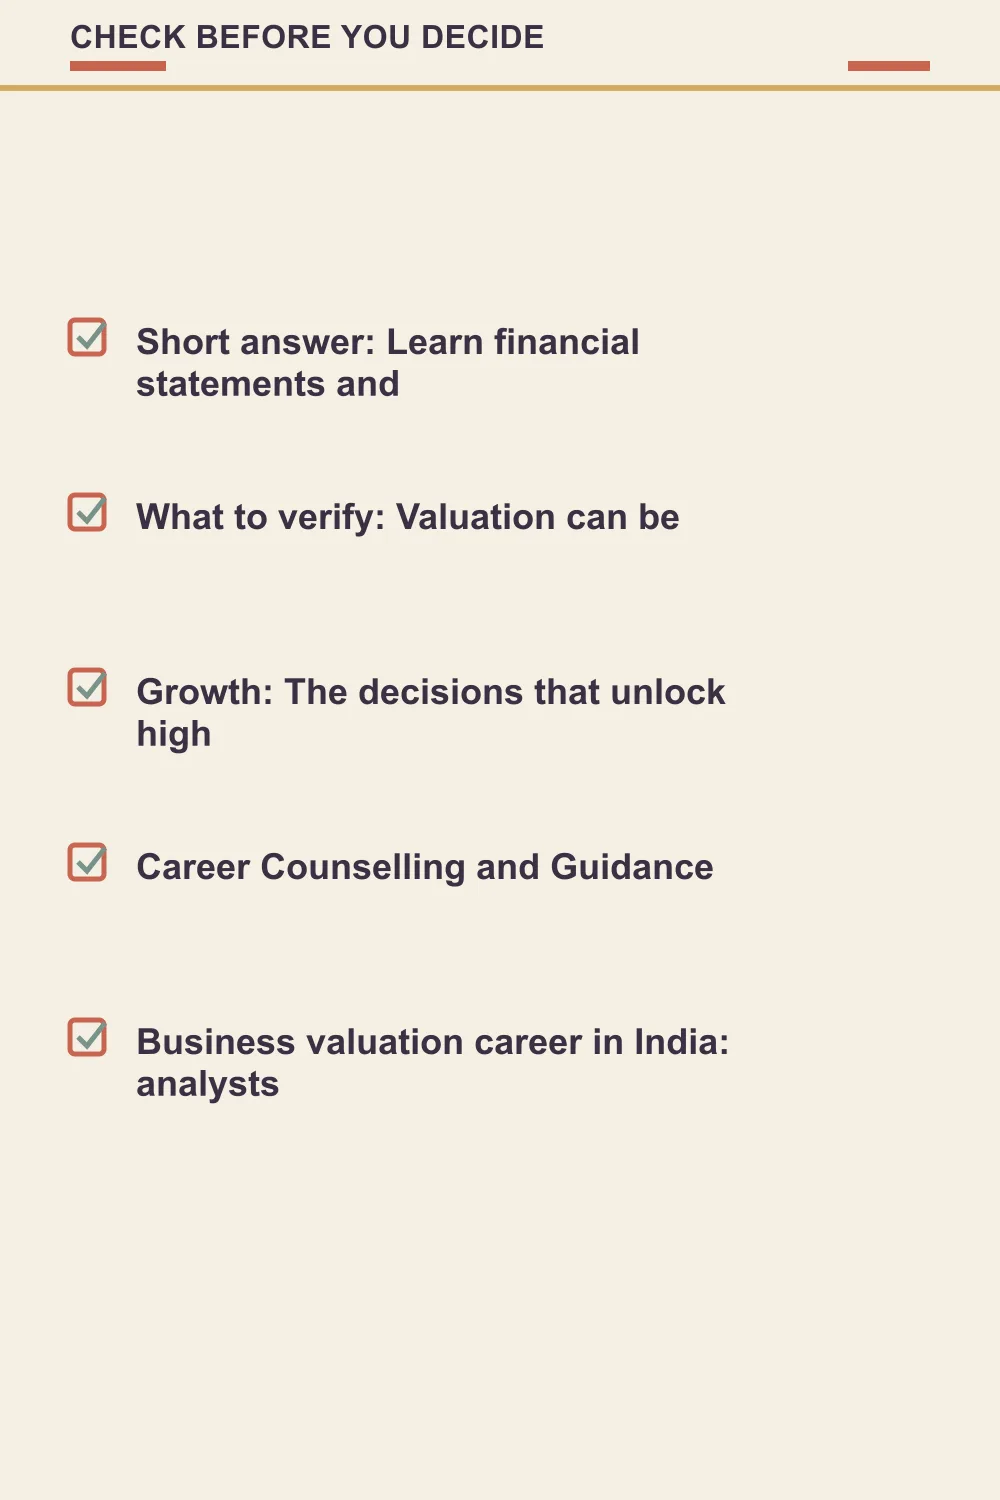 CHECK BEFORE YOU DECIDE
Short answer: Learn financial
statements and
What to verify: Valuation can be
Growth: The decisions that unlock
high
Career Counselling and Guidance
Business valuation career in India:
analysts